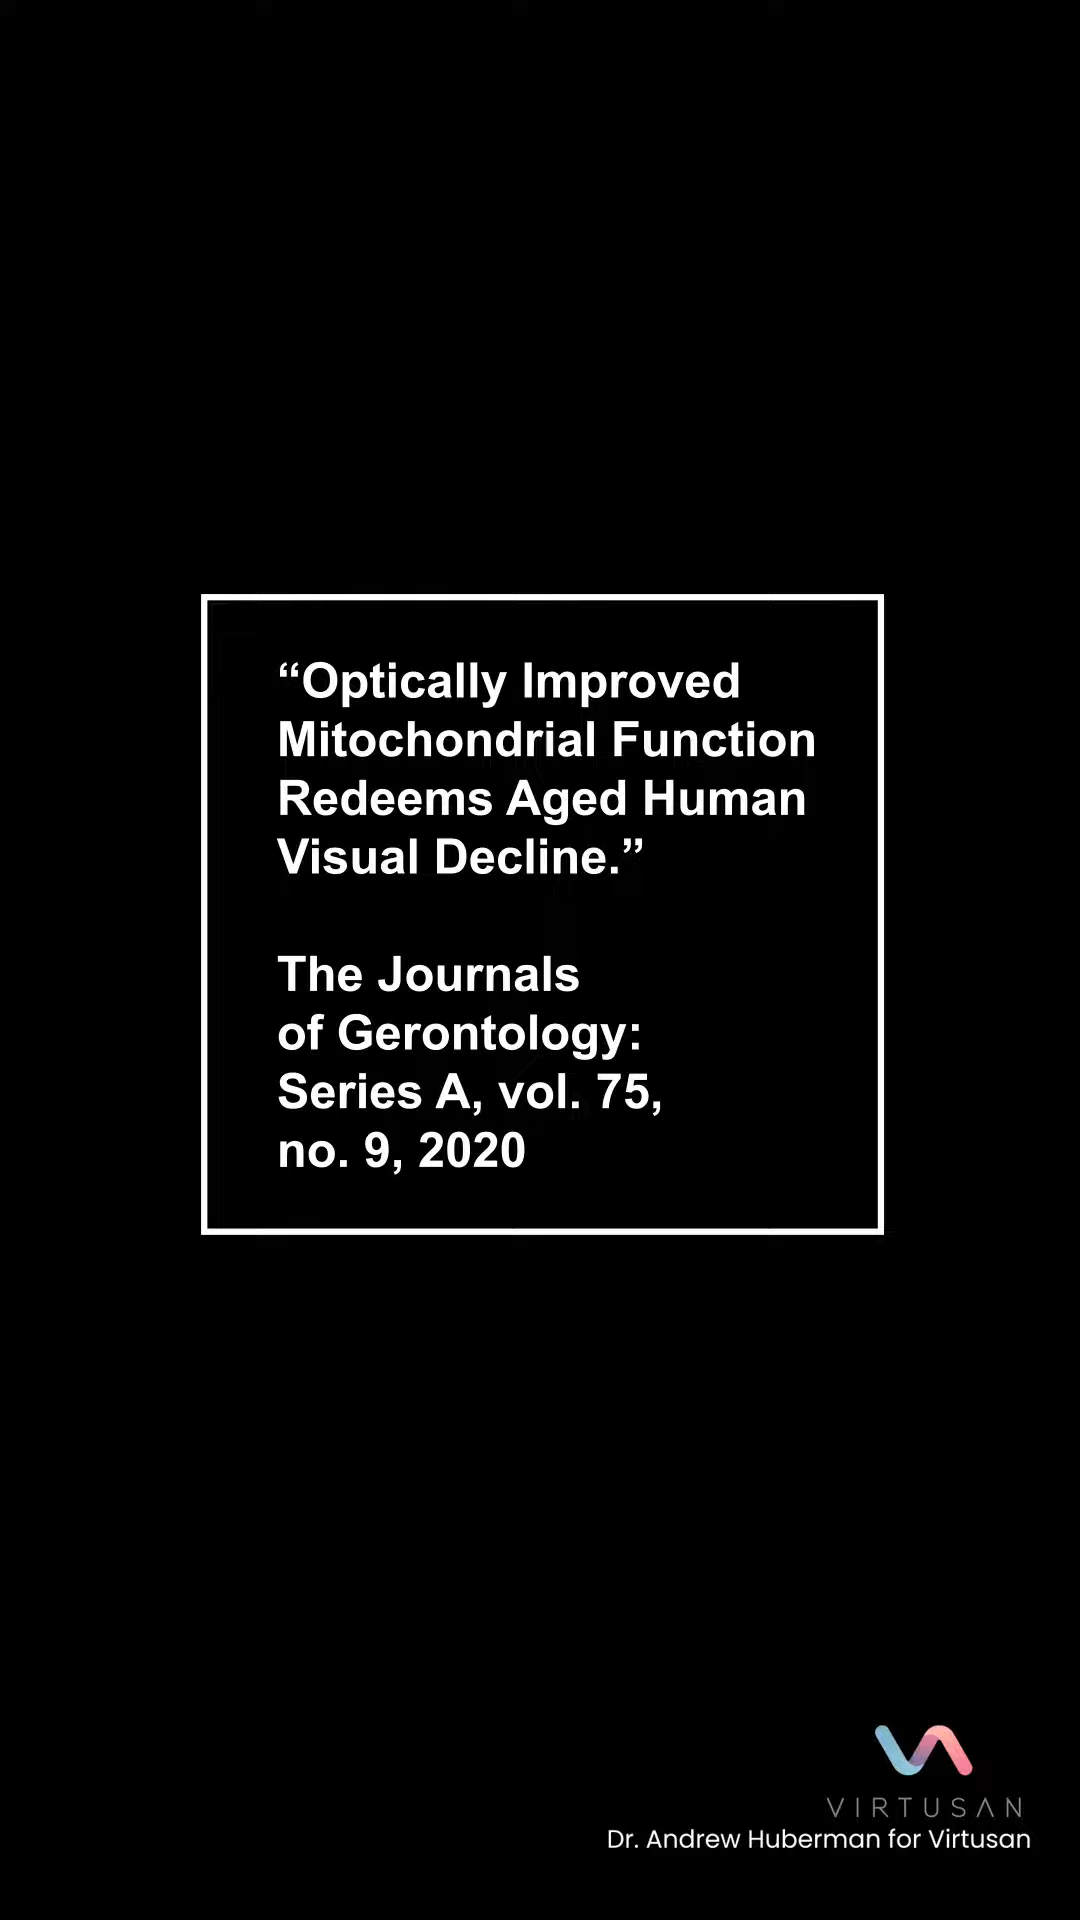 “Optically Improved
Mitochondrial Function
Redeems Aged Human
Visual Decline.”
The Journals
of Gerontology:
Series A, vol. 75,
no. 9, 2020
VIRTUSAN
Dr. Andrew Huberman for Virtusan